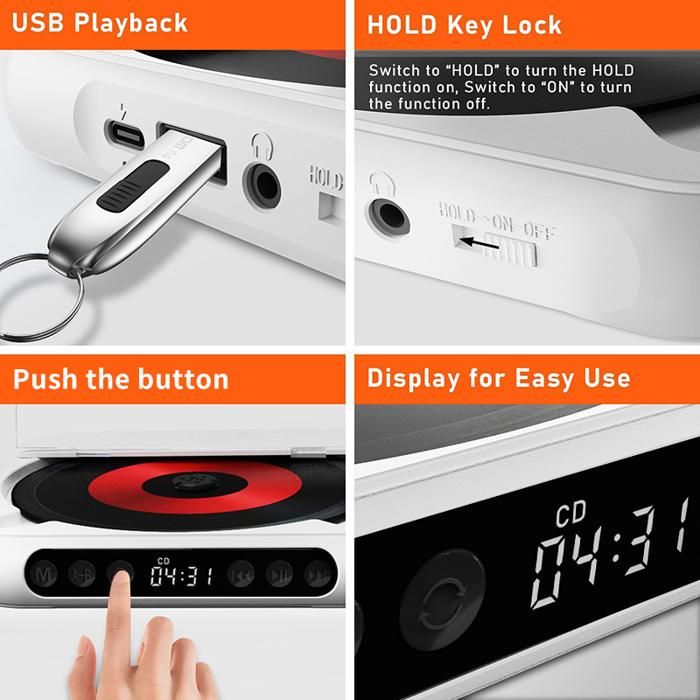 USB Playback
HOLD Key Lock
Switch to “HOLD” to turn the HOLD
function on, Switch to “ON” to turn
the function off.
HOLD
HOLD-ON-OFF
Push the button
Display for Easy Use
M
A-B
CD
04:31
CD
04:31